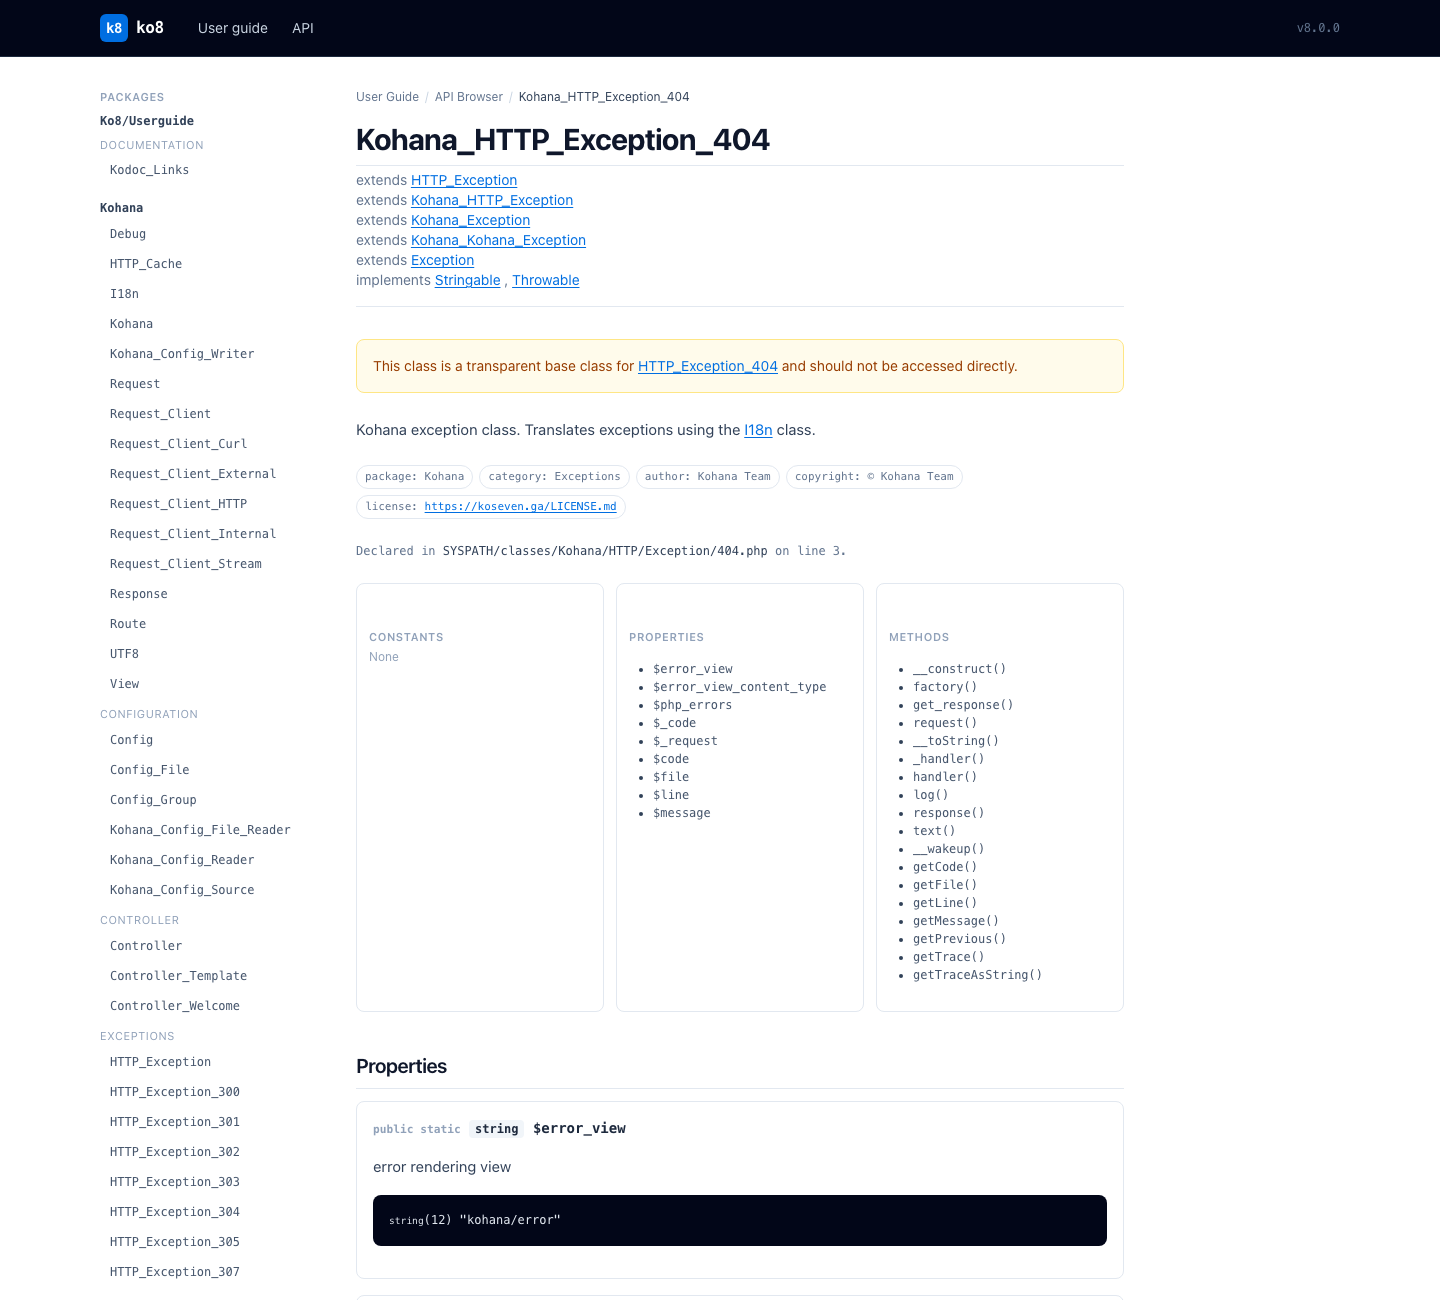 k8 ko8 User guide API v8.0.0
PACKAGES
Ko8/Userguide
DOCUMENTATION
Kodoc_Links
Kohana
Debug
HTTP_Cache
I18n
Kohana
Kohana_Config_Writer
Request
Request_Client
Request_Client_Curl
Request_Client_External
Request_Client_HTTP
Request_Client_Internal
Request_Client_Stream
Response
Route
UTF8
View
CONFIGURATION
Config
Config_File
Config_Group
Kohana_Config_File_Reader
Kohana_Config_Reader
Kohana_Config_Source
CONTROLLER
Controller
Controller_Template
Controller_Welcome
EXCEPTIONS
HTTP_Exception
HTTP_Exception_300
HTTP_Exception_301
HTTP_Exception_302
HTTP_Exception_303
HTTP_Exception_304
HTTP_Exception_305
HTTP_Exception_307
User Guide / API Browser / Kohana_HTTP_Exception_404
Kohana_HTTP_Exception_404
extends HTTP_Exception
extends Kohana_HTTP_Exception
extends Kohana_Exception
extends Kohana_Kohana_Exception
extends Exception
implements Stringable , Throwable
This class is a transparent base class for HTTP_Exception_404 and should not be accessed directly.
Kohana exception class. Translates exceptions using the I18n class.
package: Kohana category: Exceptions author: Kohana Team copyright: © Kohana Team
license: https://koseven.ga/LICENSE.md
Declared in SYSPATH/classes/Kohana/HTTP/Exception/404.php on line 3.
CONSTANTS
None
PROPERTIES
• $error_view
• $error_view_content_type
• $php_errors
• $_code
• $_request
• $code
• $file
• $line
• $message
METHODS
• __construct()
• factory()
• get_response()
• request()
• __toString()
• _handler()
• handler()
• log()
• response()
• text()
• __wakeup()
• getCode()
• getFile()
• getLine()
• getMessage()
• getPrevious()
• getTrace()
• getTraceAsString()
Properties
public static string $error_view
error rendering view
string(12) "kohana/error"